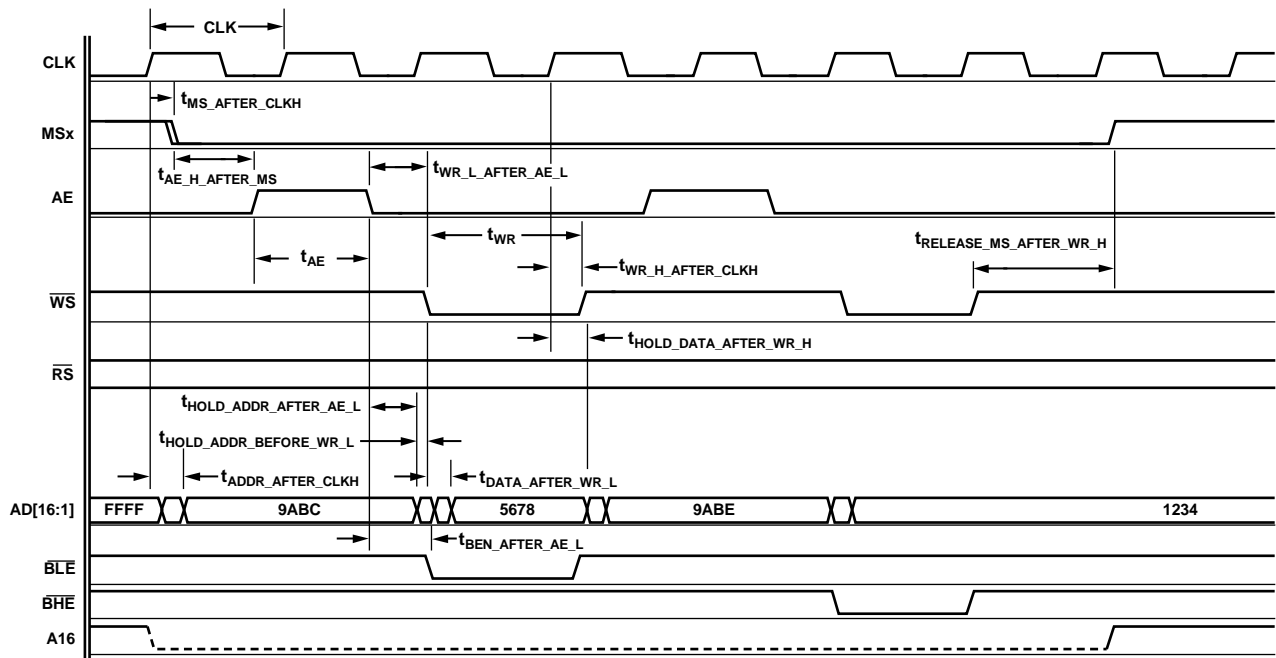 CLK
CLK
tMS_AFTER_CLKH
MSx
tAE_H_AFTER_MS
tWR_L_AFTER_AE_L
AE
tAE
tWR
tRELEASE_MS_AFTER_WR_H
tWR_H_AFTER_CLKH
WS
tHOLD_DATA_AFTER_WR_H
RS
tHOLD_ADDR_AFTER_AE_L
tHOLD_ADDR_BEFORE_WR_L
tADDR_AFTER_CLKH
tDATA_AFTER_WR_L
AD[16:1] FFFF 9ABC 5678 9ABE 1234
tBEN_AFTER_AE_L
BLE
BHE
A16